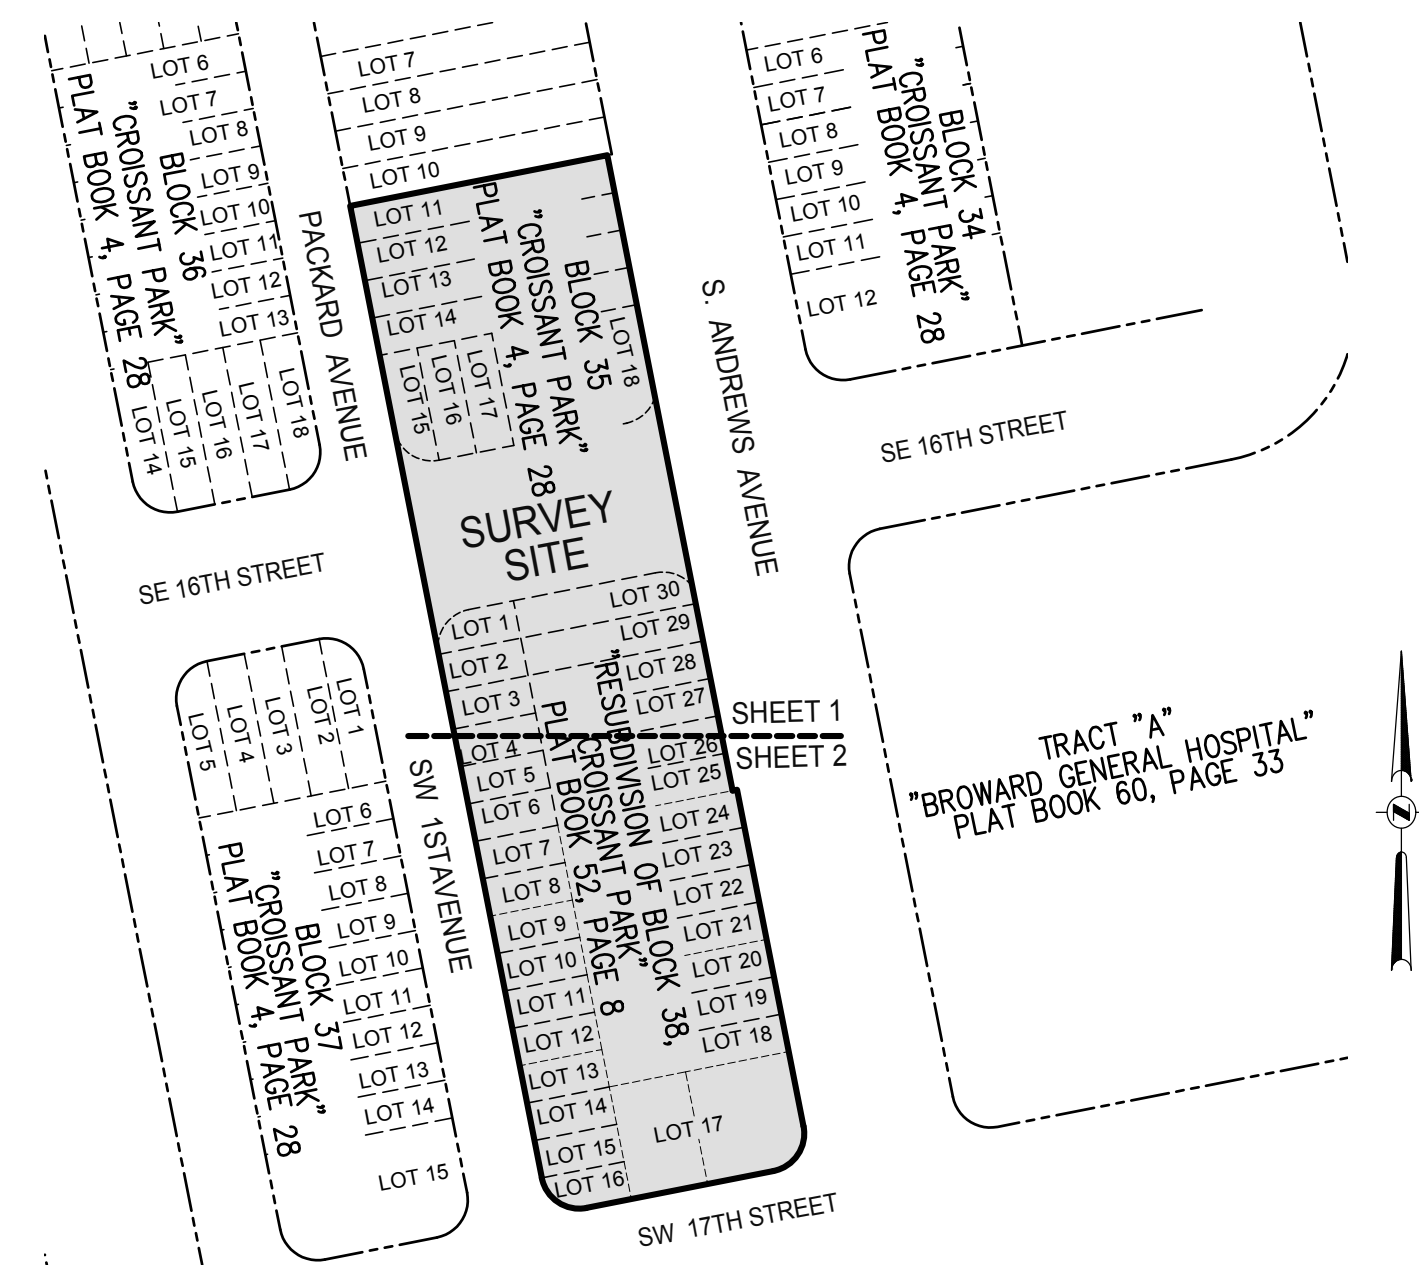 LOT 6
LOT 7
LOT 8
LOT 9
LOT 10
LOT 11
LOT 12
LOT 13
LOT 14
LOT 15
LOT 16
LOT 17
LOT 18
BLOCK 36
"CROISSANT PARK"
PLAT BOOK 4, PAGE 28
PACKARD AVENUE
LOT 7
LOT 8
LOT 9
LOT 10
LOT 11
LOT 12
LOT 13
LOT 14
LOT 15
LOT 16
LOT 17
LOT 18
BLOCK 35
"CROISSANT PARK"
PLAT BOOK 4, PAGE 28
S. ANDREWS AVENUE
LOT 6
LOT 7
LOT 8
LOT 9
LOT 10
LOT 11
LOT 12
BLOCK 34
"CROISSANT PARK"
PLAT BOOK 4, PAGE 28
SE 16TH STREET
SURVEY
SITE
SE 16TH STREET
LOT 1
LOT 2
LOT 3
LOT 4
LOT 5
LOT 6
LOT 7
LOT 8
LOT 9
LOT 10
LOT 11
LOT 12
LOT 13
LOT 14
LOT 15
BLOCK 37
"CROISSANT PARK"
PLAT BOOK 4, PAGE 28
SW 1STAVENUE
LOT 1
LOT 2
LOT 3
LOT 4
LOT 5
LOT 6
LOT 7
LOT 8
LOT 9
LOT 10
LOT 11
LOT 12
LOT 13
LOT 14
LOT 15
LOT 16
LOT 17
LOT 18
LOT 19
LOT 20
LOT 21
LOT 22
LOT 23
LOT 24
LOT 25
LOT 26
LOT 27
LOT 28
LOT 29
LOT 30
"RESUBDIVISION OF BLOCK 38,
CROISSANT PARK"
PLAT BOOK 52, PAGE 8
SHEET 1
SHEET 2
TRACT "A"
"BROWARD GENERAL HOSPITAL"
PLAT BOOK 60, PAGE 33
SW 17TH STREET
N